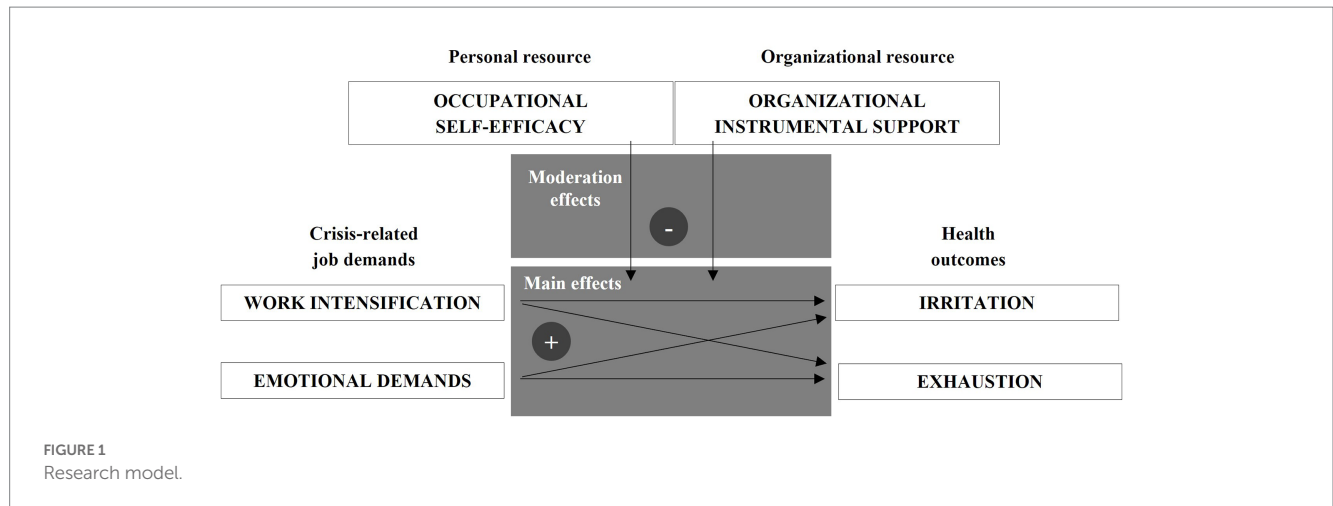 Personal resource
Organizational resource
OCCUPATIONAL
SELF-EFFICACY
ORGANIZATIONAL
INSTRUMENTAL SUPPORT
Moderation
effects
-
Crisis-related
job demands
Health
outcomes
Main effects
WORK INTENSIFICATION
IRRITATION
+
EMOTIONAL DEMANDS
EXHAUSTION
FIGURE 1
Research model.